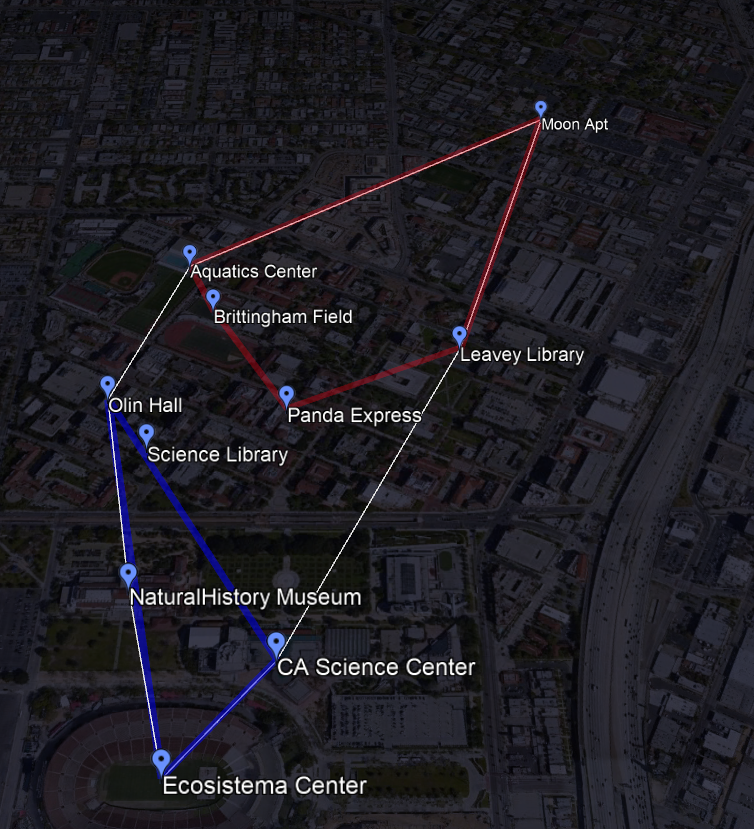 Moon Apt
Aquatics Center
Brittingham Field
Leavey Library
Olin Hall
Panda Express
Science Library
NaturalHistory Museum
CA Science Center
Ecosistema Center